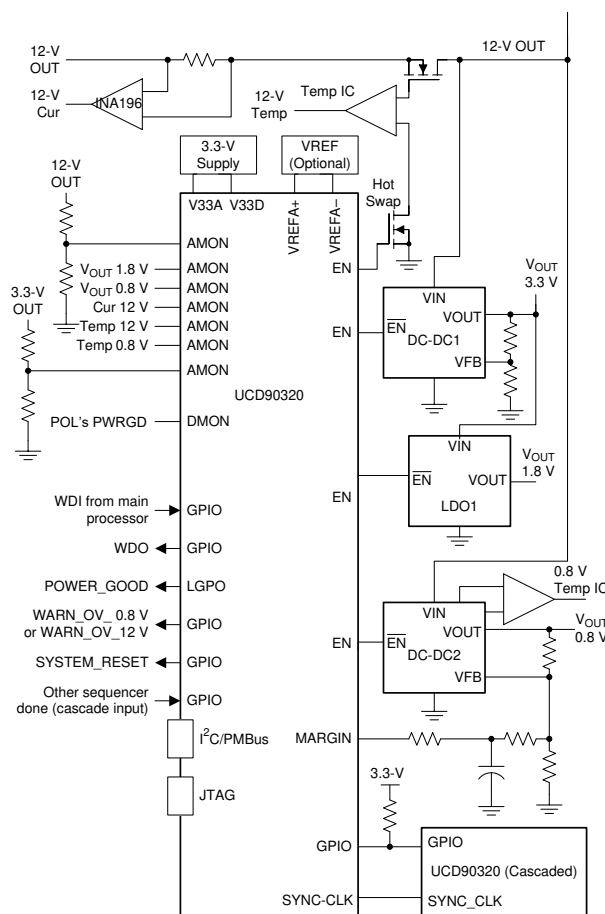 12-V
OUT
12-V OUT
INA196
12-V
Cur
Temp IC
12-V
Temp
3.3-V
Supply
VREF
(Optional)
Hot
Swap
12-V
OUT
V33A
V33D
VREFA+
VREFA−
AMON
EN
VOUT 1.8 V
AMON
VOUT 0.8 V
AMON
Cur 12 V
AMON
Temp 12 V
AMON
Temp 0.8 V
AMON
3.3-V
OUT
AMON
VOUT
3.3 V
VIN
VOUT
EN
EN
DC-DC1
VFB
UCD90320
POL's PWRGD
DMON
VIN
VOUT
1.8 V
EN
EN
VOUT
LDO1
WDI from main
processor
GPIO
WDO
GPIO
POWER_GOOD
LGPO
WARN_OV_ 0.8 V
or WARN_OV_12 V
GPIO
SYSTEM_RESET
GPIO
Other sequencer
done (cascade input)
GPIO
0.8 V
Temp IC
VIN
VOUT
VOUT
0.8 V
EN
EN
DC-DC2
VFB
I2C/PMBus
MARGIN
JTAG
3.3-V
GPIO
GPIO
UCD90320 (Cascaded)
SYNC-CLK
SYNC_CLK